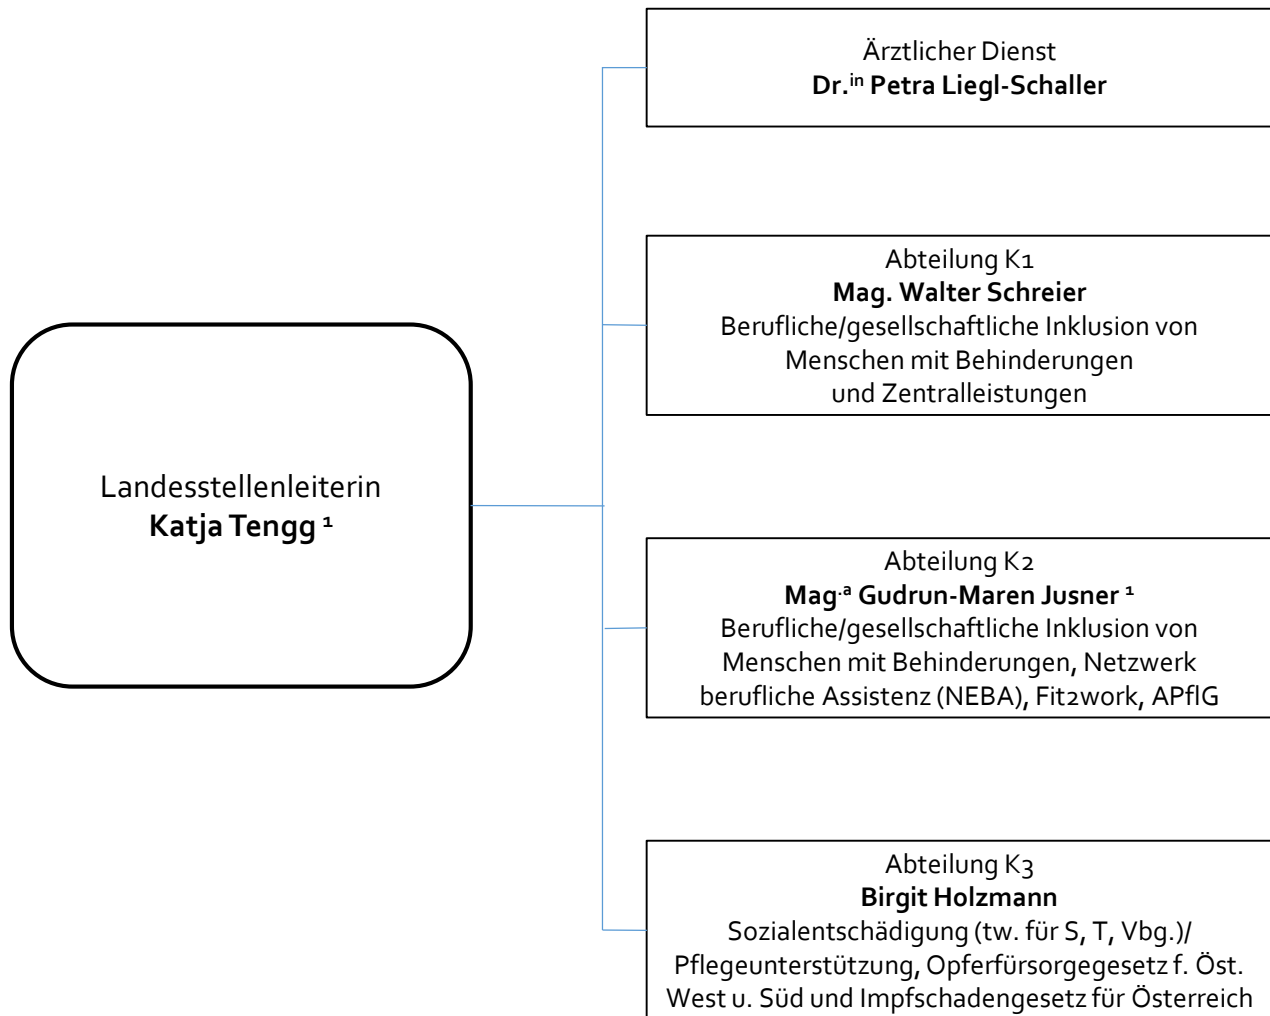 Ärztlicher Dienst
Dr.ⁱⁿ Petra Liegl-Schaller
Abteilung K1
Mag. Walter Schreier
Berufliche/gesellschaftliche Inklusion von
Menschen mit Behinderungen
und Zentralleistungen
Landesstellenleiterin
Katja Tengg ¹
Abteilung K2
Mag.ᵃ Gudrun-Maren Jusner ¹
Berufliche/gesellschaftliche Inklusion von
Menschen mit Behinderungen, Netzwerk
berufliche Assistenz (NEBA), Fit2work, APflG
Abteilung K3
Birgit Holzmann
Sozialentschädigung (tw. für S, T, Vbg.)/
Pflegeunterstützung, Opferfürsorgegesetz f. Öst.
West u. Süd und Impfschadengesetz für Österreich